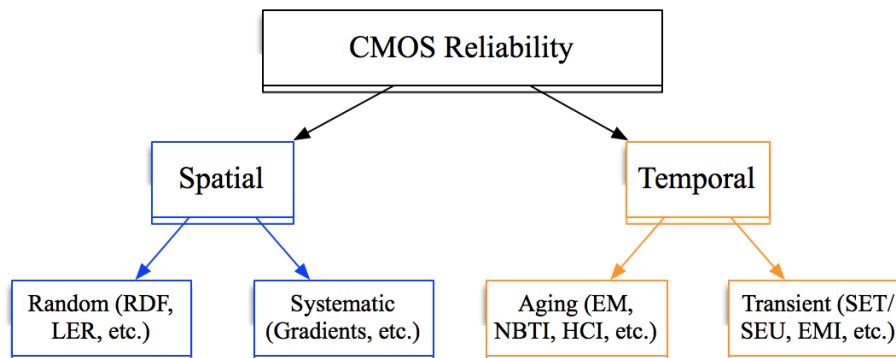 CMOS Reliability
Spatial
Temporal
Random (RDF,
LER, etc.)
Systematic
(Gradients, etc.)
Aging (EM,
NBTI, HCI, etc.)
Transient (SET/
SEU, EMI, etc.)